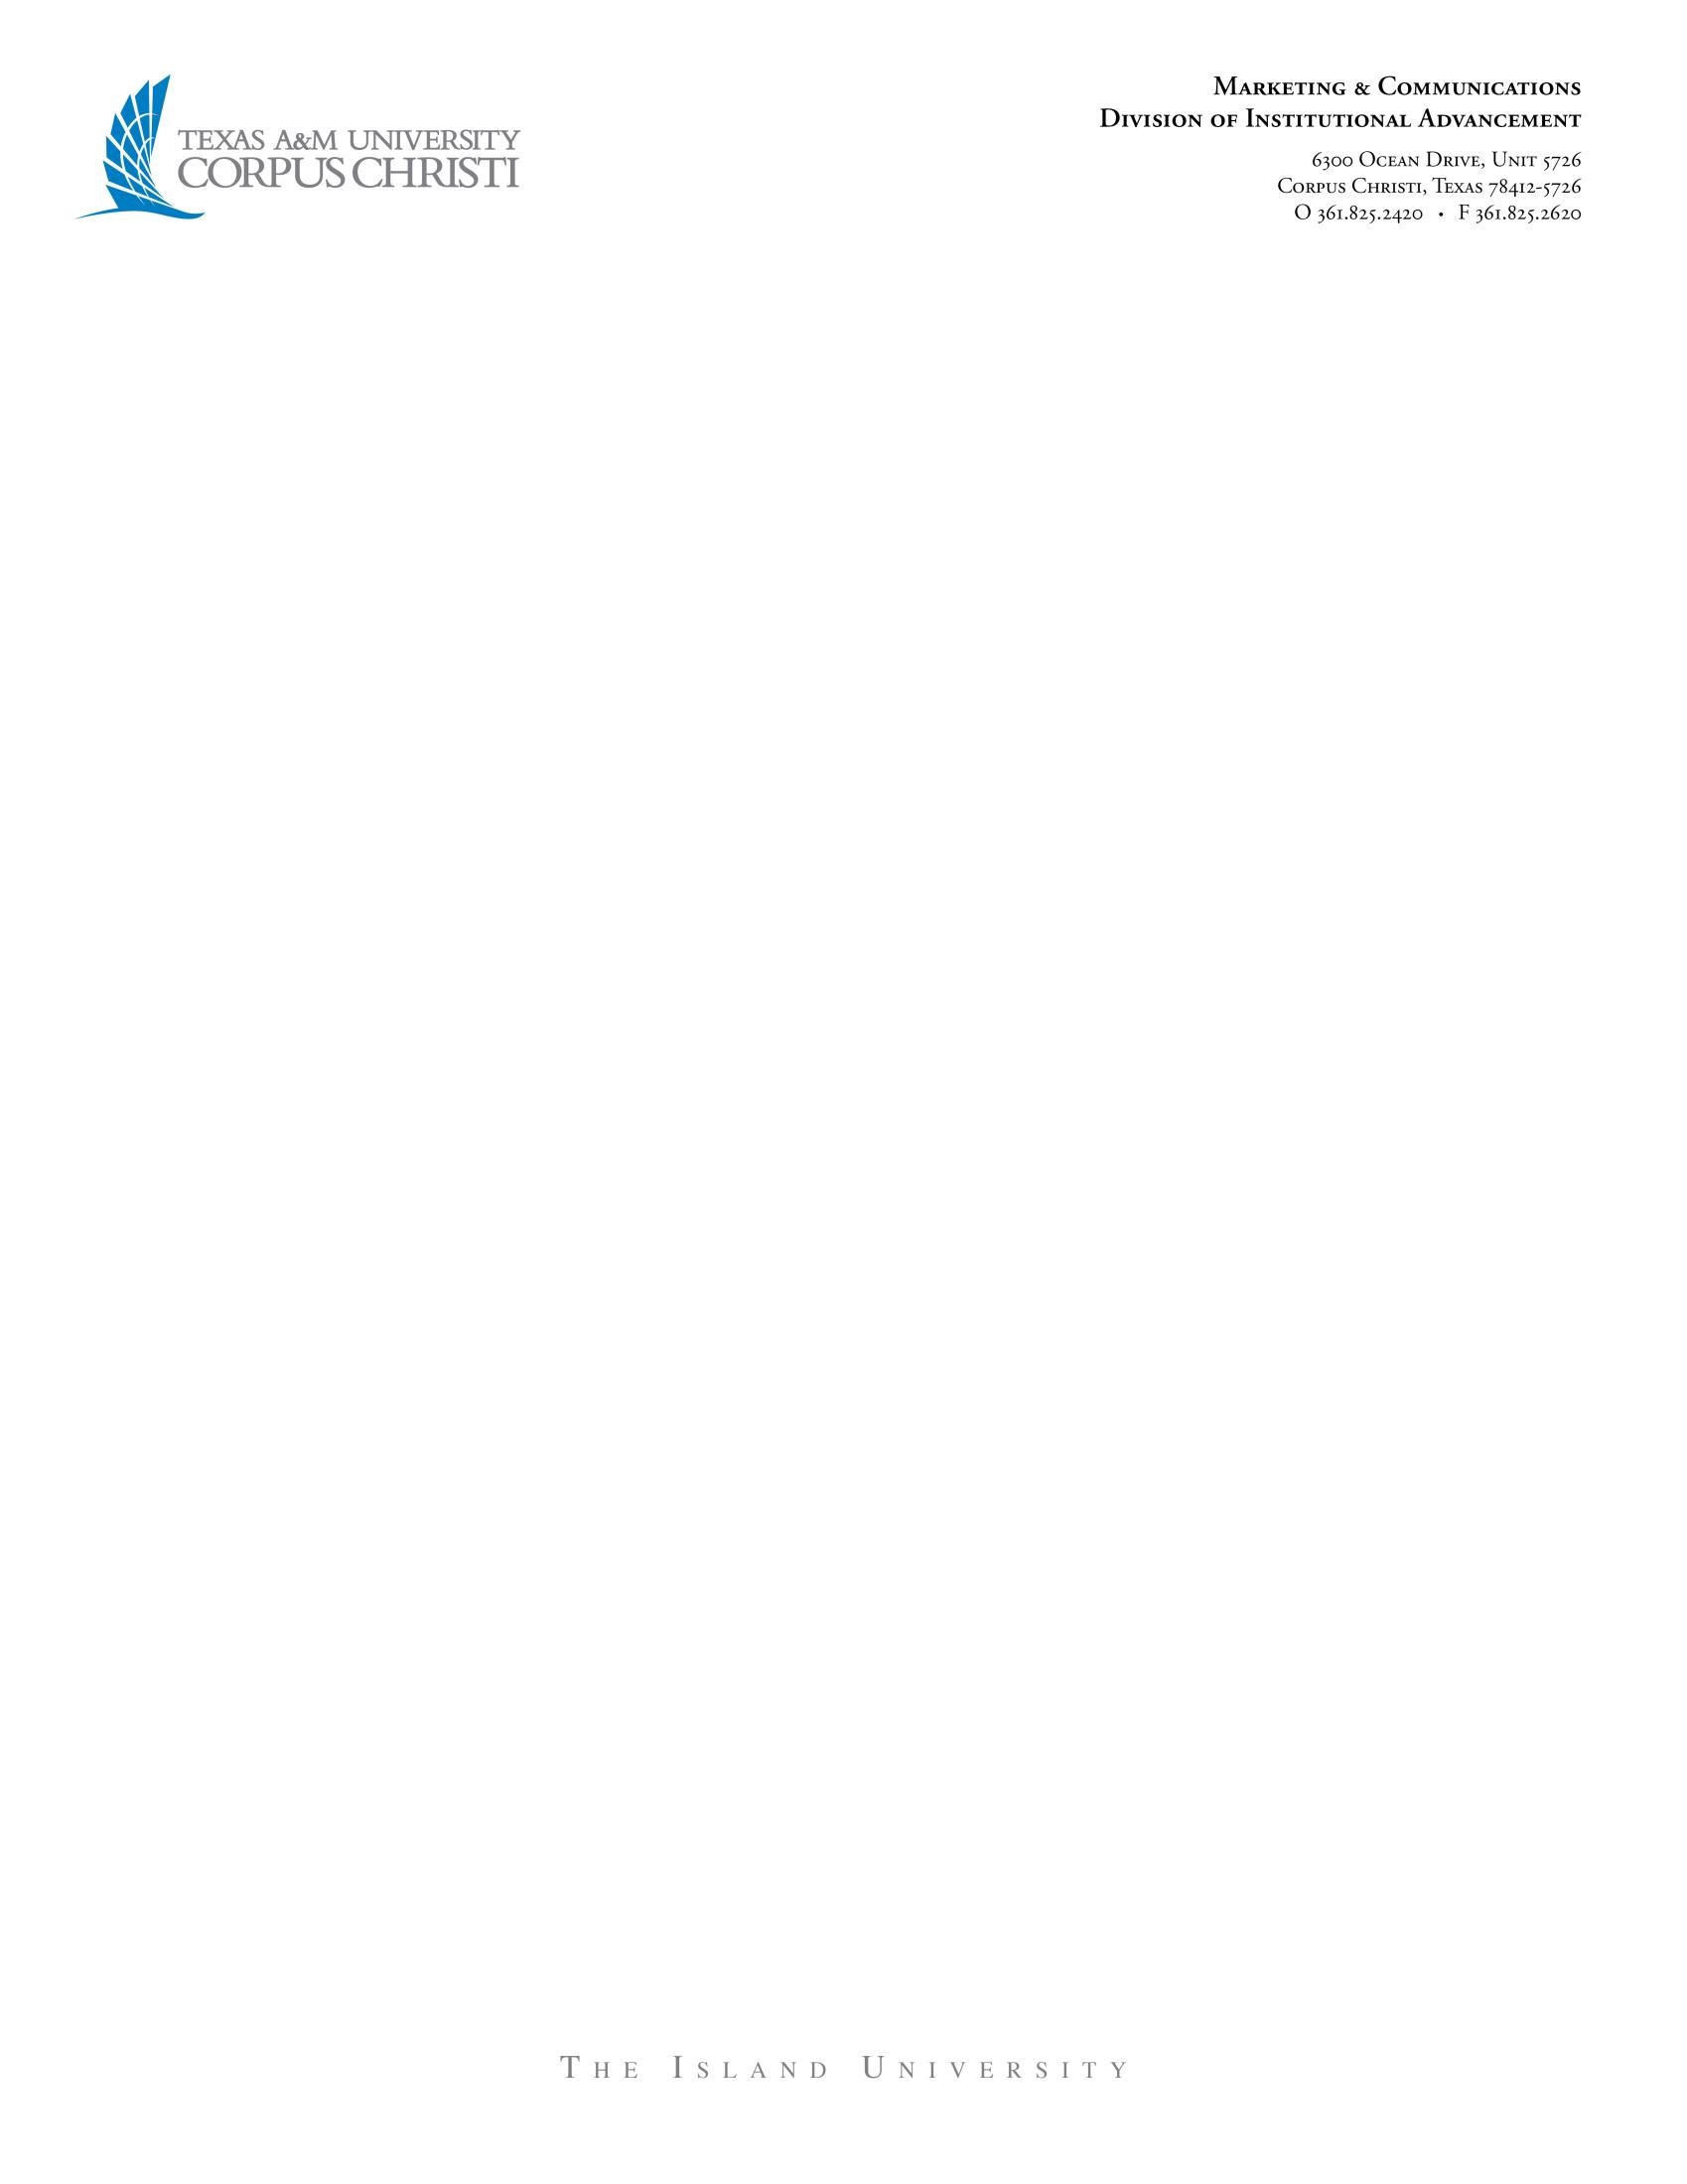 TEXAS A&M UNIVERSITY
CORPUS CHRISTI
Marketing & Communications
Division of Institutional Advancement
6300 Ocean Drive, Unit 5726
Corpus Christi, Texas 78412-5726
O 361.825.2420 • F 361.825.2620
The Island University